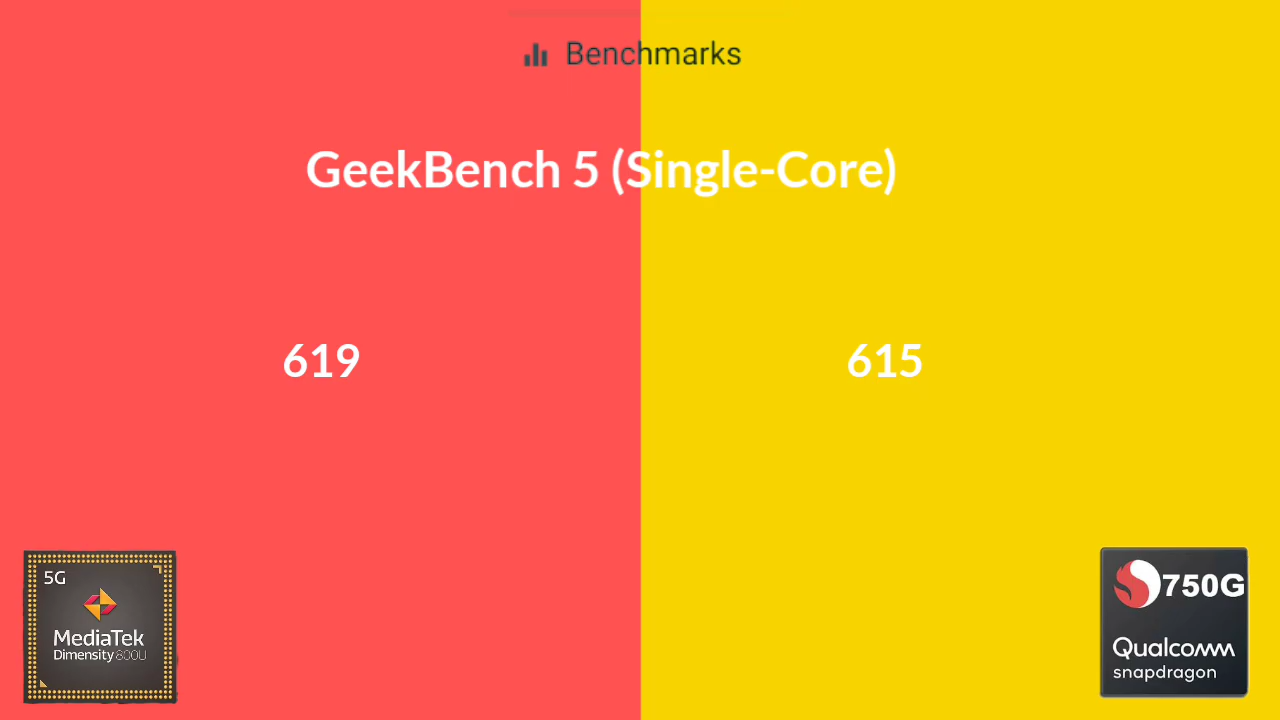 Benchmarks
GeekBench 5 (Single-Core)
619
615
5G
MediaTek
Dimensity 800U
750G
Qualcomm
snapdragon